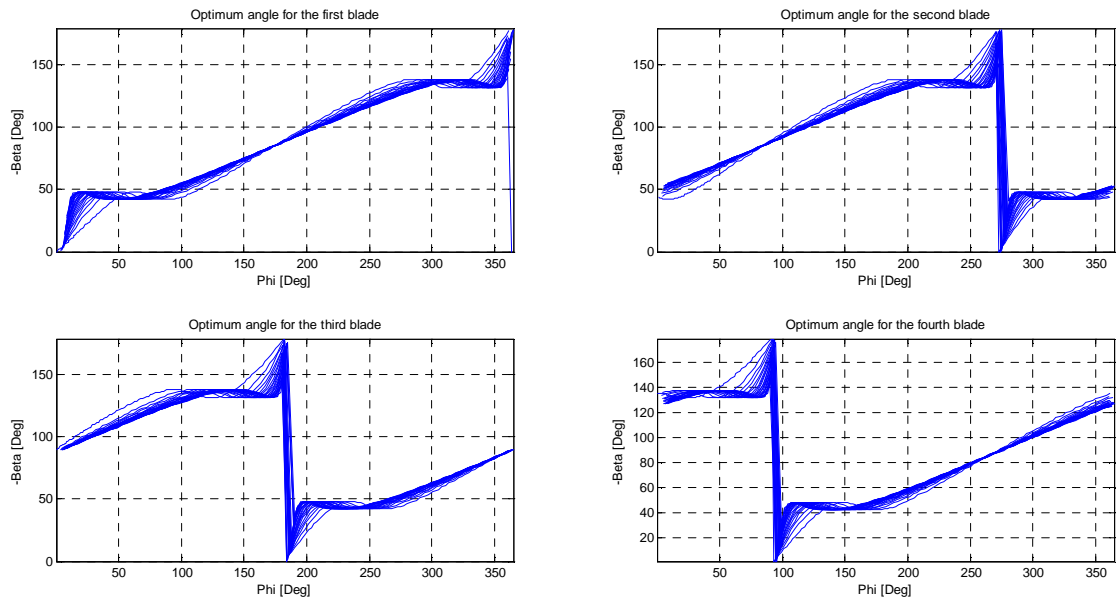 Optimum angle for the first blade
150
100
50
0
-Beta [Deg]
50 100 150 200 250 300 350
Phi [Deg]
Optimum angle for the second blade
150
100
50
0
-Beta [Deg]
50 100 150 200 250 300 350
Phi [Deg]
Optimum angle for the third blade
150
100
50
0
-Beta [Deg]
50 100 150 200 250 300 350
Phi [Deg]
Optimum angle for the fourth blade
160
140
120
100
80
60
40
20
-Beta [Deg]
50 100 150 200 250 300 350
Phi [Deg]